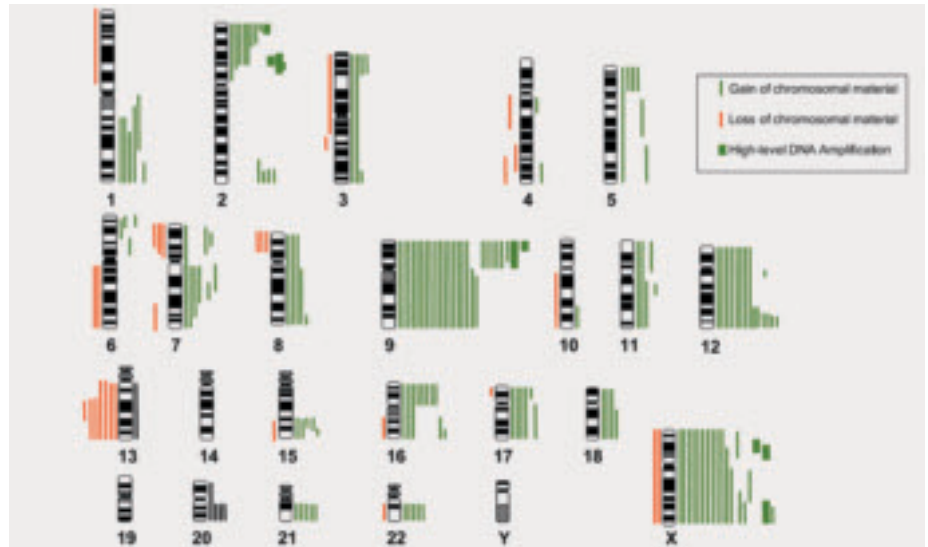 Gain of chromosomal material
Loss of chromosomal material
High-level DNA Amplification
1 2 3 4 5
6 7 8 9 10 11 12
13 14 15 16 17 18
19 20 21 22 Y X